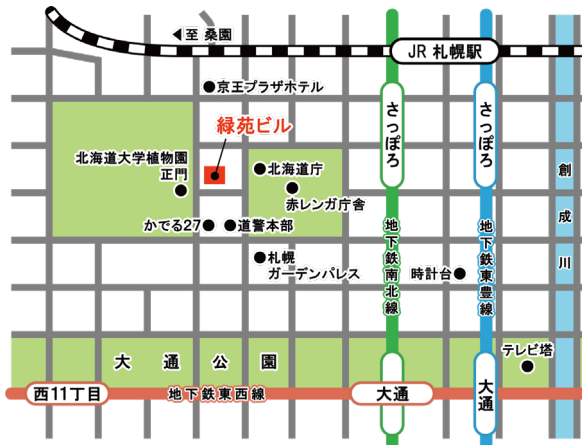 至 桑園
JR 札幌駅
京王プラザホテル
さっぽろ
さっぽろ
緑苑ビル
北海道大学植物園
正門
北海道庁
赤レンガ庁舎
創成川
かでる27
道警本部
地下鉄南北線
地下鉄東豊線
札幌
ガーデンパレス
時計台
テレビ塔
大通公園
西11丁目
地下鉄東西線
大通
大通